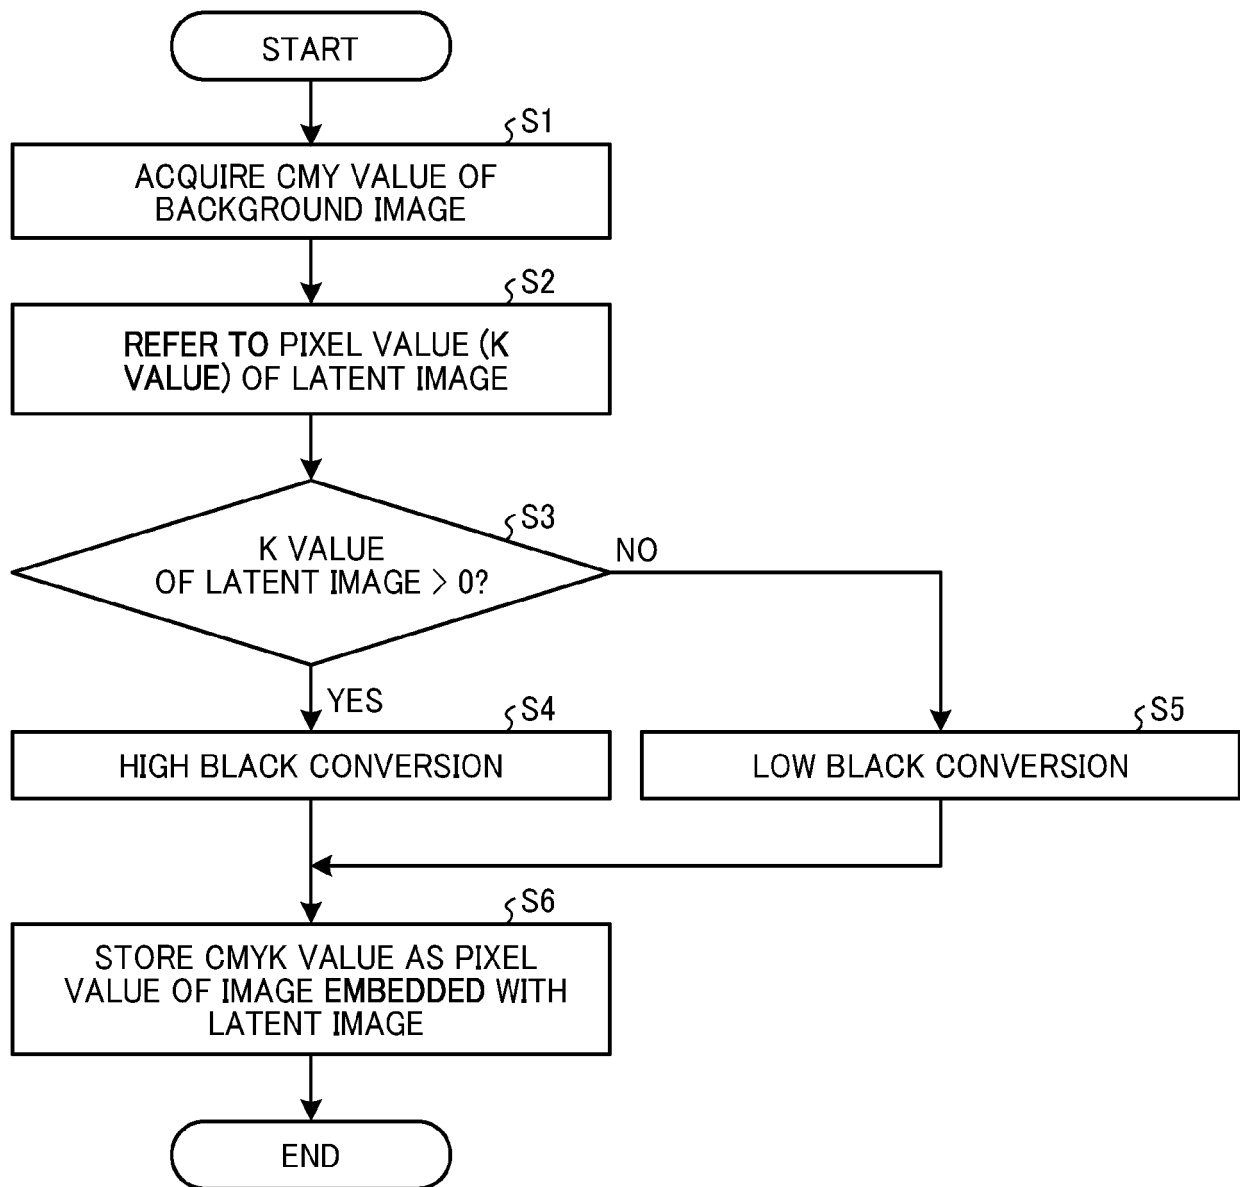 START
S1
ACQUIRE CMY VALUE OF
BACKGROUND IMAGE
S2
REFER TO PIXEL VALUE (K
VALUE) OF LATENT IMAGE
S3
K VALUE
OF LATENT IMAGE > 0?
NO
YES
S4
HIGH BLACK CONVERSION
S5
LOW BLACK CONVERSION
S6
STORE CMYK VALUE AS PIXEL
VALUE OF IMAGE EMBEDDED WITH
LATENT IMAGE
END